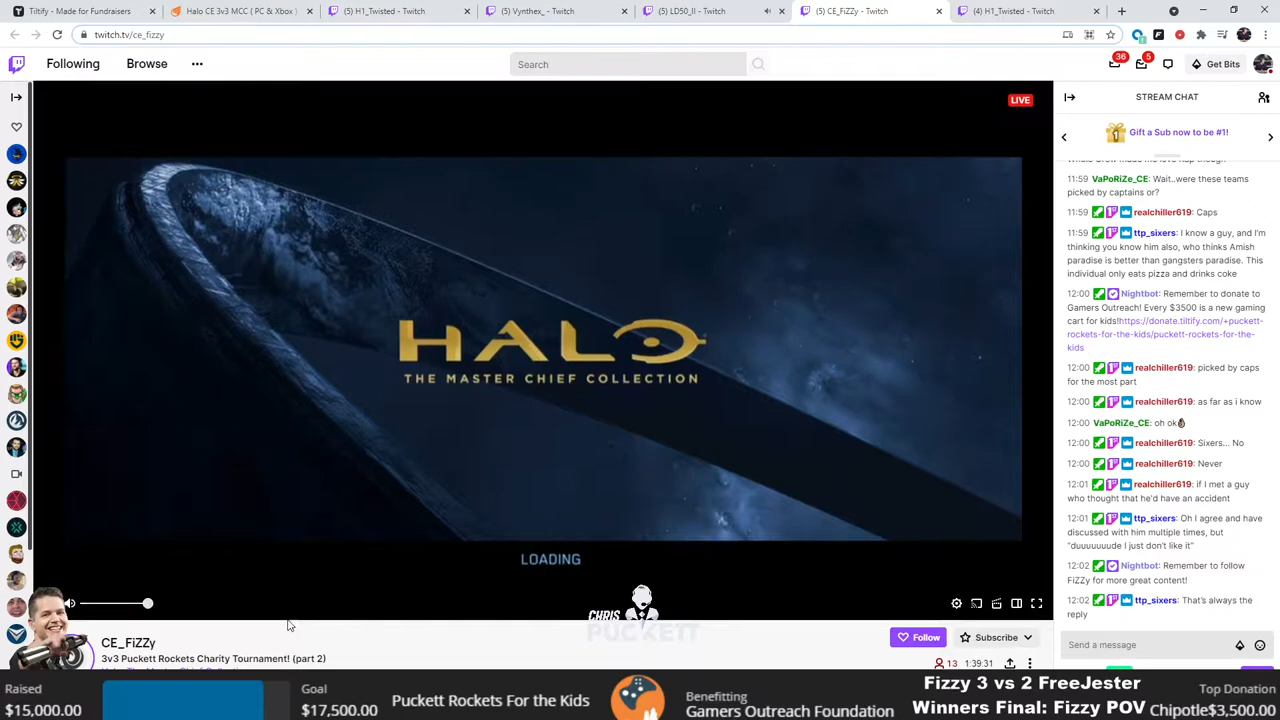 Tiltify - Made for Fundraisers
Halo CE 3v3 MCC ( PC & Xbox )
(5) H1_Twisted - Twitch
(5) Vynthex_ - Twitch
(5) LD50_II - Twitch
(5) CE_FiZZy - Twitch
(4) H1_Twisted - Twitch
twitch.tv/ce_fizzy
Following
Browse
Search
36
5
Get Bits
LIVE
STREAM CHAT
1
Gift a Sub now to be #1!
11:59 VaPoRiZe_CE: Wait..were these teams
picked by captains or?
11:59 realchiller619: Caps
11:59 ttp_sixers: I know a guy, and I'm
thinking you know him also, who thinks Amish
paradise is better than gangsters paradise. This
individual only eats pizza and drinks coke
12:00 Nightbot: Remember to donate to
Gamers Outreach! Every $3500 is a new gaming
cart for kids!https://donate.tiltify.com/+puckett-
rockets-for-the-kids/puckett-rockets-for-the-
kids
12:00 realchiller619: picked by caps
for the most part
12:00 realchiller619: as far as i know
12:00 VaPoRiZe_CE: oh ok
12:00 realchiller619: Sixers... No
12:00 realchiller619: Never
12:01 realchiller619: if I met a guy
who thought that he'd have an accident
12:01 ttp_sixers: Oh I agree and have
discussed with him multiple times, but
"duuuuuuude I just don't like it"
12:02 Nightbot: Remember to follow
FiZZy for more great content!
12:02 ttp_sixers: That's always the
reply
Send a message
HALO
THE MASTER CHIEF COLLECTION
LOADING
CHRIS
PUCKETT
CE_FiZZy
3v3 Puckett Rockets Charity Tournament! (part 2)
Follow
Subscribe
13
1:39:31
Raised
$15,000.00
Goal
$17,500.00
Puckett Rockets For the Kids
Benefitting
Gamers Outreach Foundation
Fizzy 3 vs 2 FreeJester
Winners Final: Fizzy POV
Top Donation
Chipotle$3,500.00